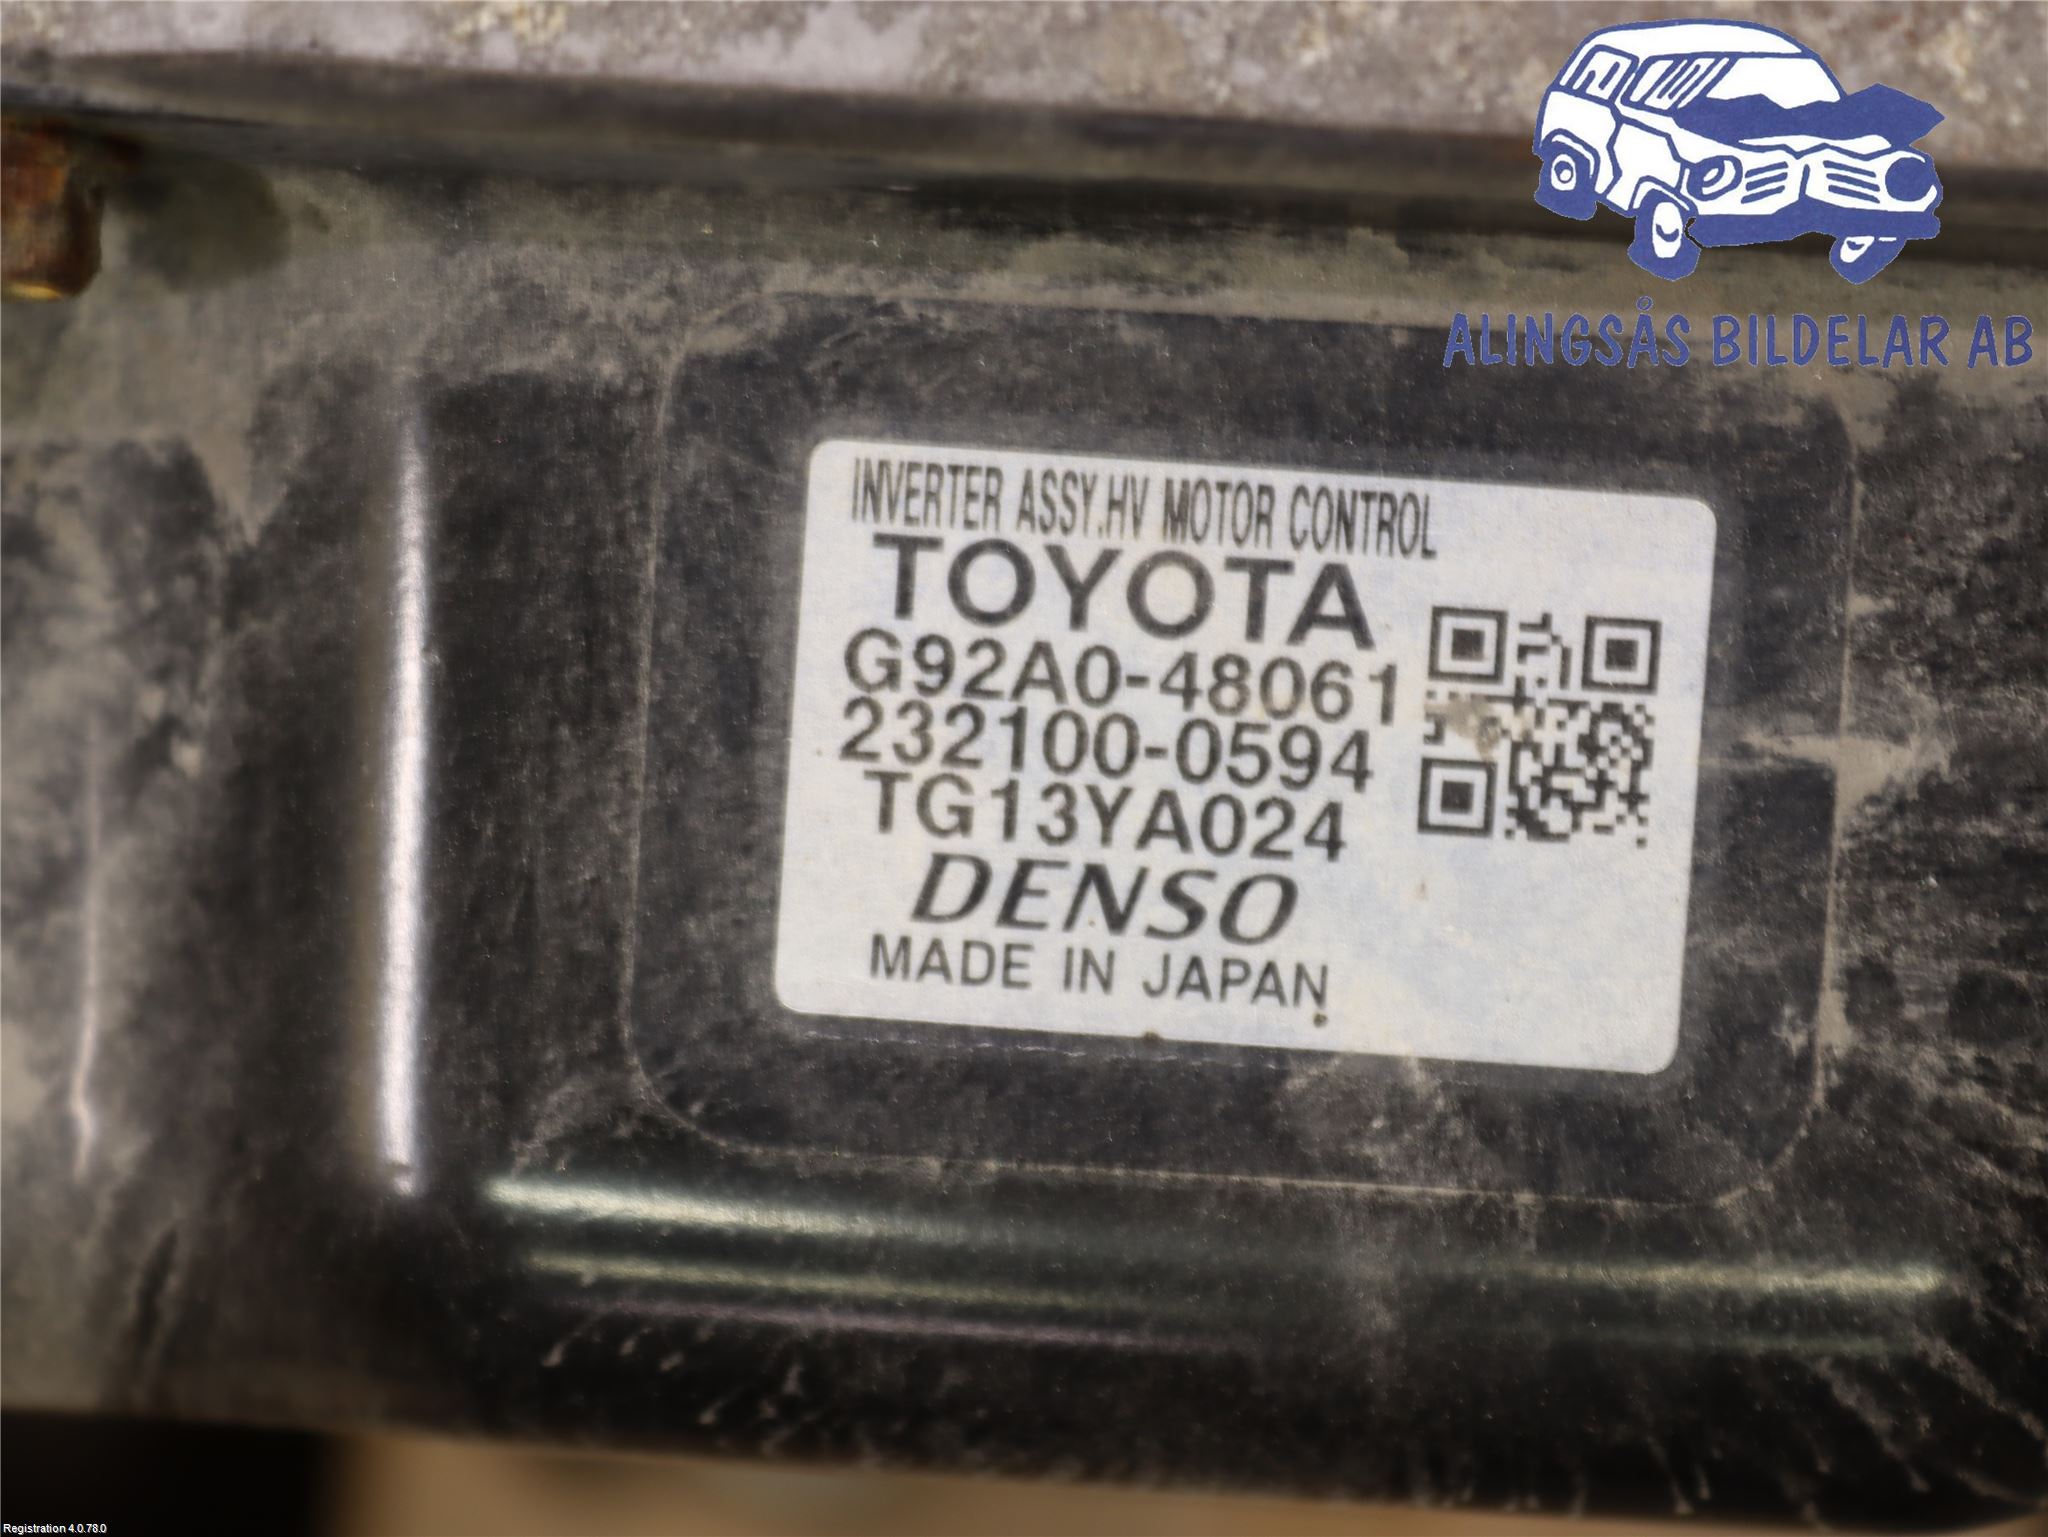 ALINGSÅS BILDELAR AB
INVERTER ASSY.HV MOTOR CONTROL
TOYOTA
G92A0-48061
232100-0594
TG13YA024
DENSO
MADE IN JAPAN
Registration 4.0.78.0